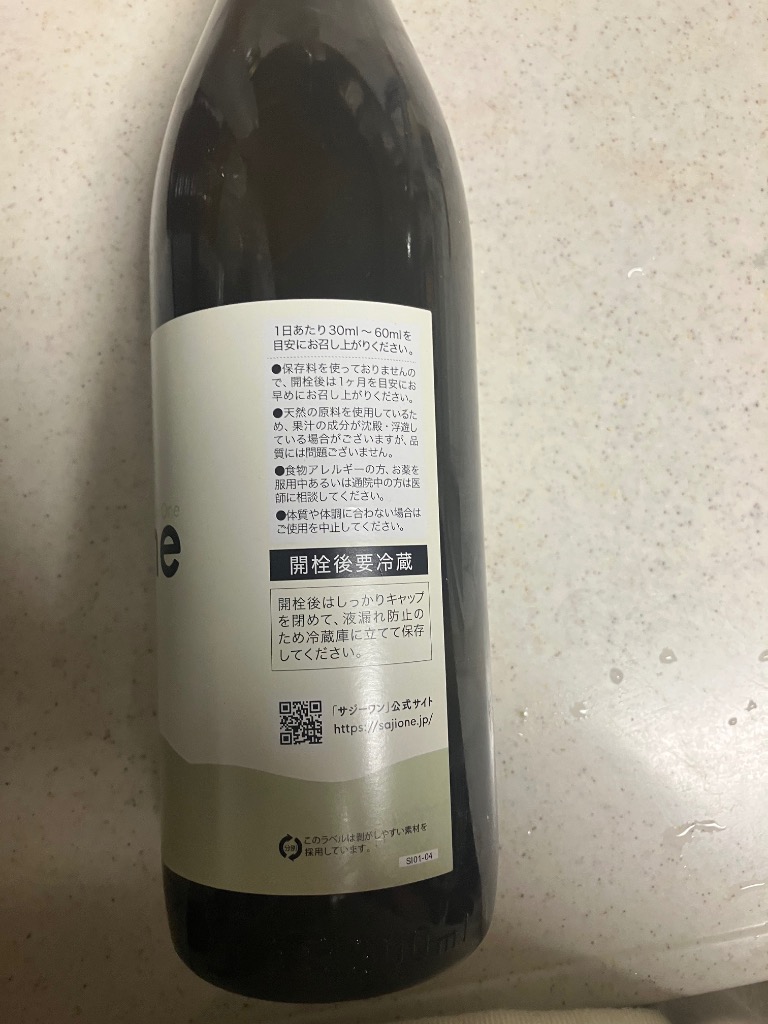 1日あたり30ml～60mlを
目安にお召し上がりください。
●保存料を使っておりませんの
で、開栓後は1ヶ月を目安にお
早めにお召し上がりください。
●天然の原料を使用しているた
め、果汁の成分が沈殿・浮遊し
ている場合がございますが、品
質には問題ございません。
●食物アレルギーの方、お薬を
服用中あるいは通院中の方は医
師に相談してください。
●体質や体調に合わない場合は
ご使用を中止してください。
One
ne
開栓後要冷蔵
開栓後はしっかりキャップ
を閉めて、液漏れ防止の
ため冷蔵庫に立てて保存
してください。
「サジーワン」公式サイト
https://sajione.jp/
このラベルは剥がしやすい素材を
採用しています。
SI01-04